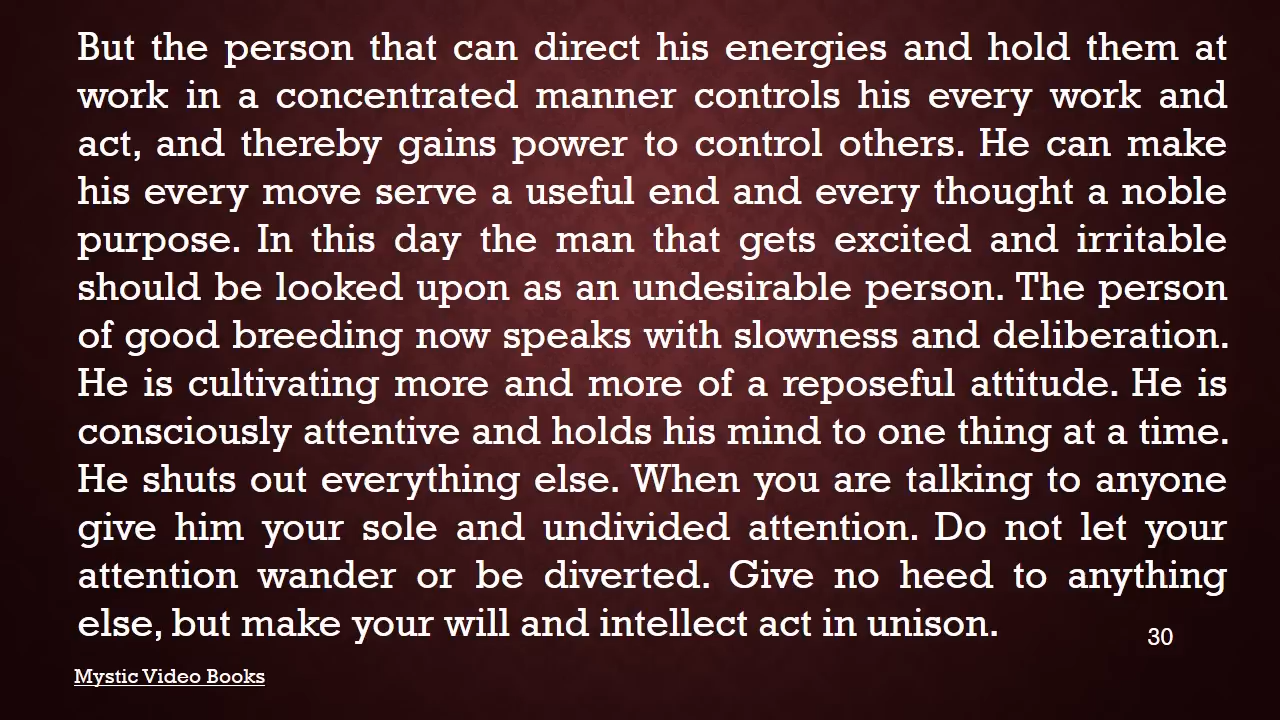 But the person that can direct his energies and hold them at
work in a concentrated manner controls his every work and
act, and thereby gains power to control others. He can make
his every move serve a useful end and every thought a noble
purpose. In this day the man that gets excited and irritable
should be looked upon as an undesirable person. The person
of good breeding now speaks with slowness and deliberation.
He is cultivating more and more of a reposeful attitude. He is
consciously attentive and holds his mind to one thing at a time.
He shuts out everything else. When you are talking to anyone
give him your sole and undivided attention. Do not let your
attention wander or be diverted. Give no heed to anything
else, but make your will and intellect act in unison.
30
Mystic Video Books